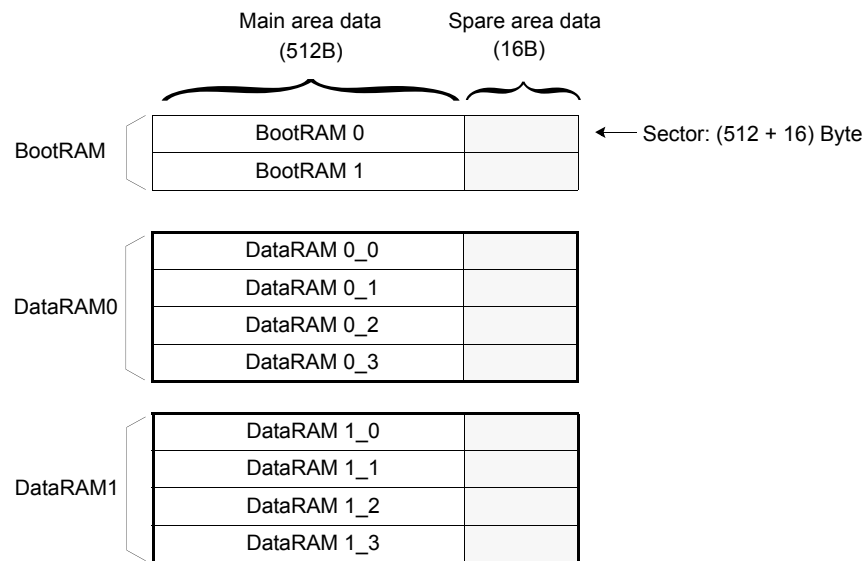 Main area data Spare area data
(512B) (16B)
BootRAM
BootRAM 0
Sector: (512 + 16) Byte
BootRAM 1
DataRAM0
DataRAM 0_0
DataRAM 0_1
DataRAM 0_2
DataRAM 0_3
DataRAM1
DataRAM 1_0
DataRAM 1_1
DataRAM 1_2
DataRAM 1_3